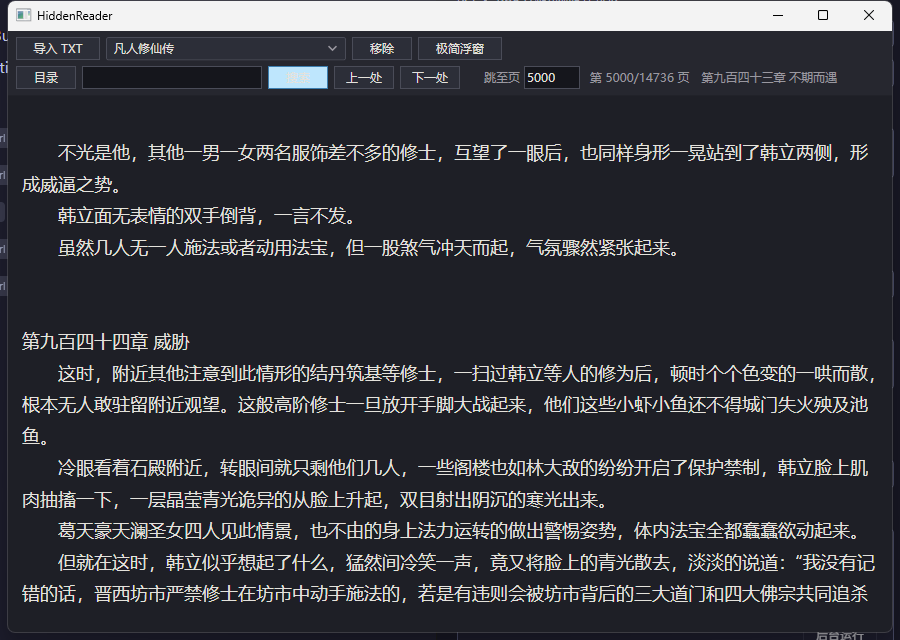 HiddenReader
导入 TXT 凡人修仙传 移除 极简浮窗
目录 上一处 下一处 跳至页 5000 第 5000/14736 页 第九百四十三章 不期而遇
不光是他，其他一男一女两名服饰差不多的修士，互望了一眼后，也同样身形一晃站到了韩立两侧，形
成威逼之势。
韩立面无表情的双手倒背，一言不发。
虽然几人无一人施法或者动用法宝，但一股煞气冲天而起，气氛骤然紧张起来。
第九百四十四章 威胁
这时，附近其他注意到此情形的结丹筑基等修士，一扫过韩立等人的修为后，顿时个个色变的一哄而散，
根本无人敢驻留附近观望。这般高阶修士一旦放开手脚大战起来，他们这些小虾小鱼还不得城门失火殃及池
鱼。
冷眼看着石殿附近，转眼间就只剩他们几人，一些阁楼也如林大敌的纷纷开启了保护禁制，韩立脸上肌
肉抽搐一下，一层晶莹青光诡异的从脸上升起，双目射出阴沉的寒光出来。
葛天豪天澜圣女四人见此情景，也不由的身上法力运转的做出警惕姿势，体内法宝全都蠢蠢欲动起来。
但就在这时，韩立似乎想起了什么，猛然间冷笑一声，竟又将脸上的青光散去，淡淡的说道：“我没有记
错的话，晋西坊市严禁修士在坊市中动手施法的，若是有违则会被坊市背后的三大道门和四大佛宗共同追杀